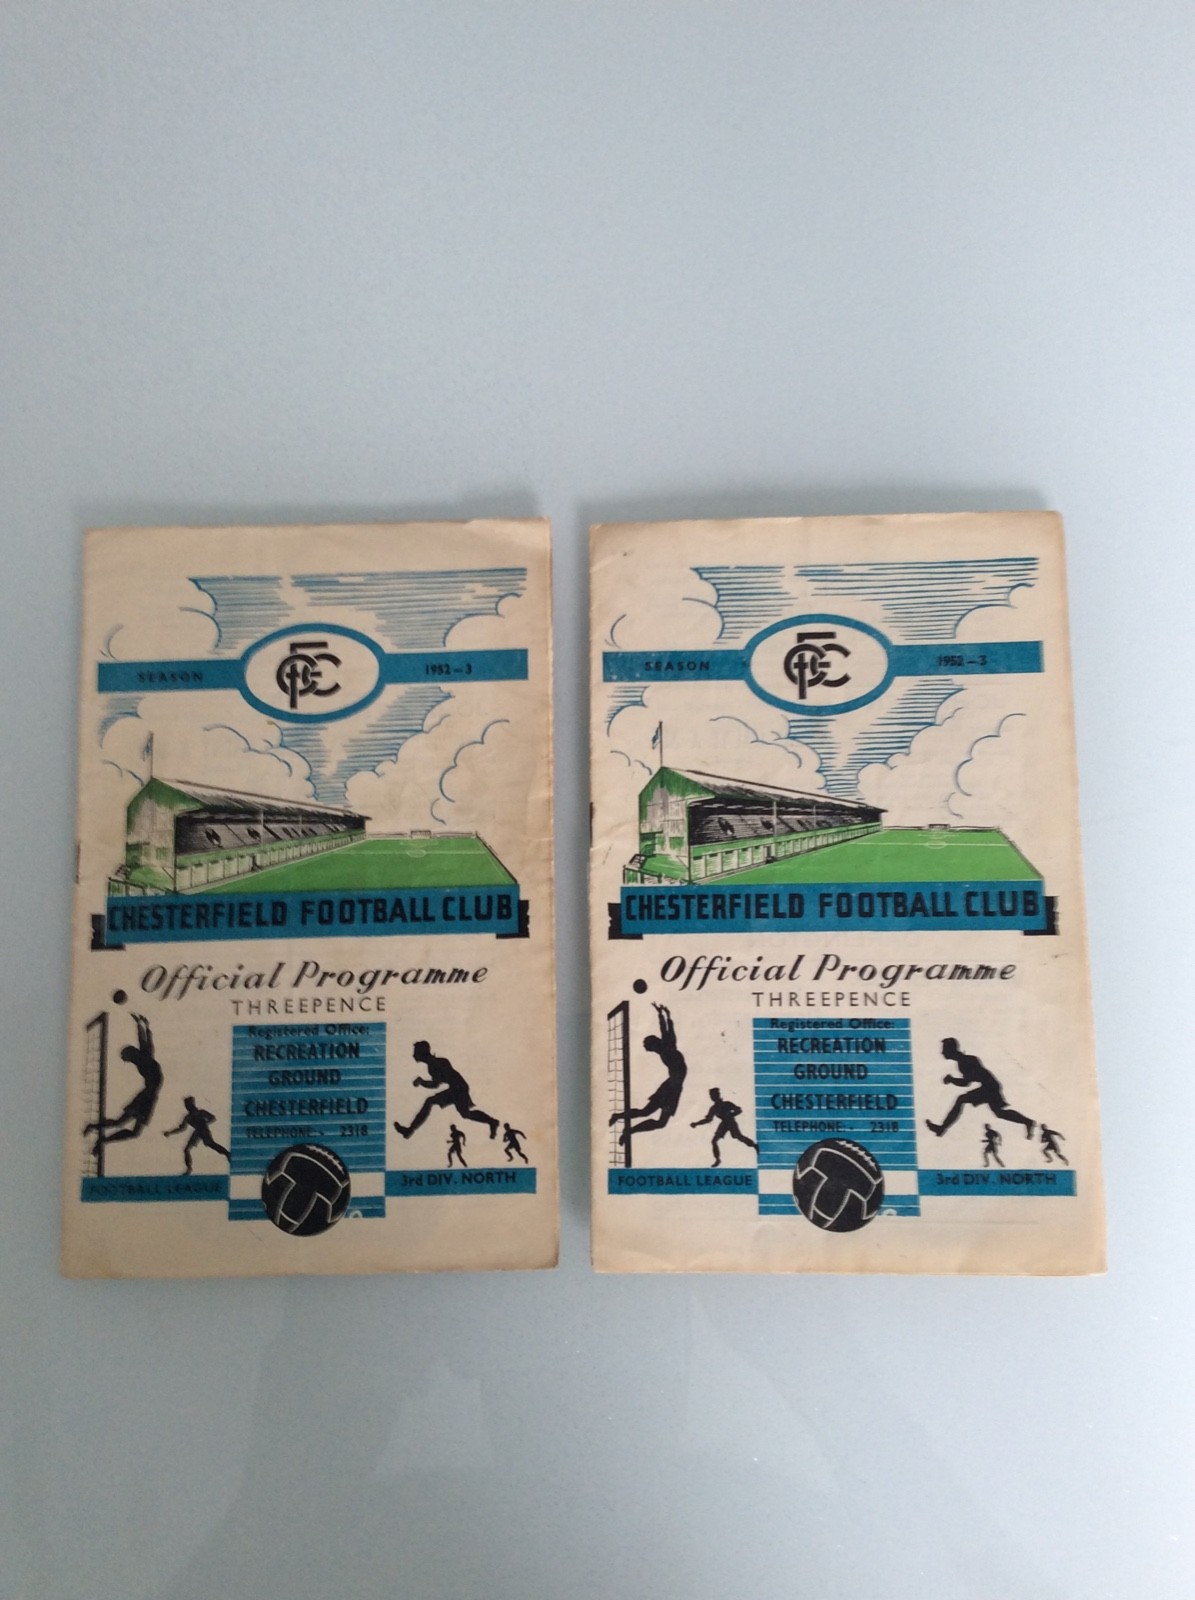 SEASON 1952-3
CHESTERFIELD FOOTBALL CLUB
Official Programme
THREEPENCE
Registered Office:
RECREATION
GROUND
CHESTERFIELD
TELEPHONE:- 2318
FOOTBALL LEAGUE 3rd DIV. NORTH
SEASON 1952-3
CHESTERFIELD FOOTBALL CLUB
Official Programme
THREEPENCE
Registered Office:
RECREATION
GROUND
CHESTERFIELD
TELEPHONE:- 2318
FOOTBALL LEAGUE 3rd DIV. NORTH